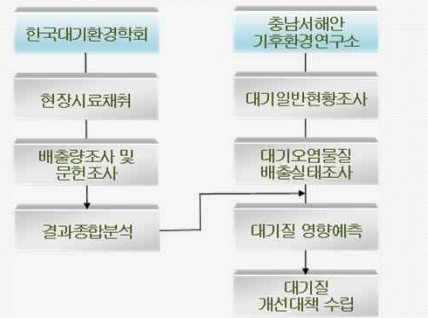 한국대기환경학회
현장시료채취
배출량조사 및
문헌조사
결과종합분석
충남서해안
기후환경연구소
대기일반현황조사
대기오염물질
배출실태조사
대기질 영향예측
대기질
개선대책 수립